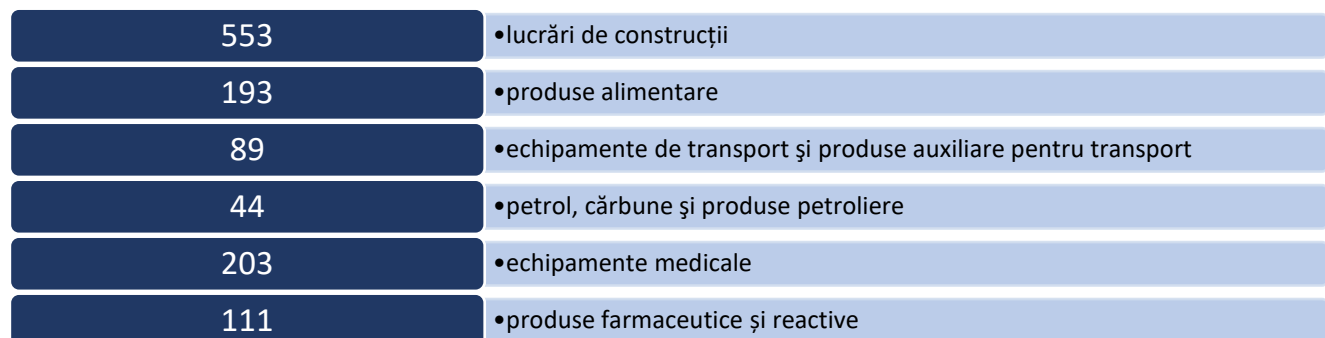 553 •lucrări de construcții
193 •produse alimentare
89 •echipamente de transport şi produse auxiliare pentru transport
44 •petrol, cărbune şi produse petroliere
203 •echipamente medicale
111 •produse farmaceutice și reactive